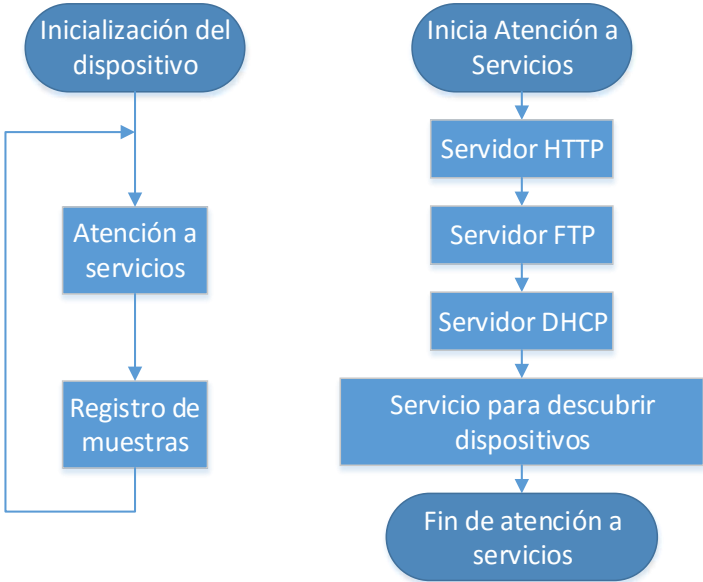 Inicialización del
dispositivo
Atención a
servicios
Registro de
muestras
Inicia Atención a
Servicios
Servidor HTTP
Servidor FTP
Servidor DHCP
Servicio para descubrir
dispositivos
Fin de atención a
servicios